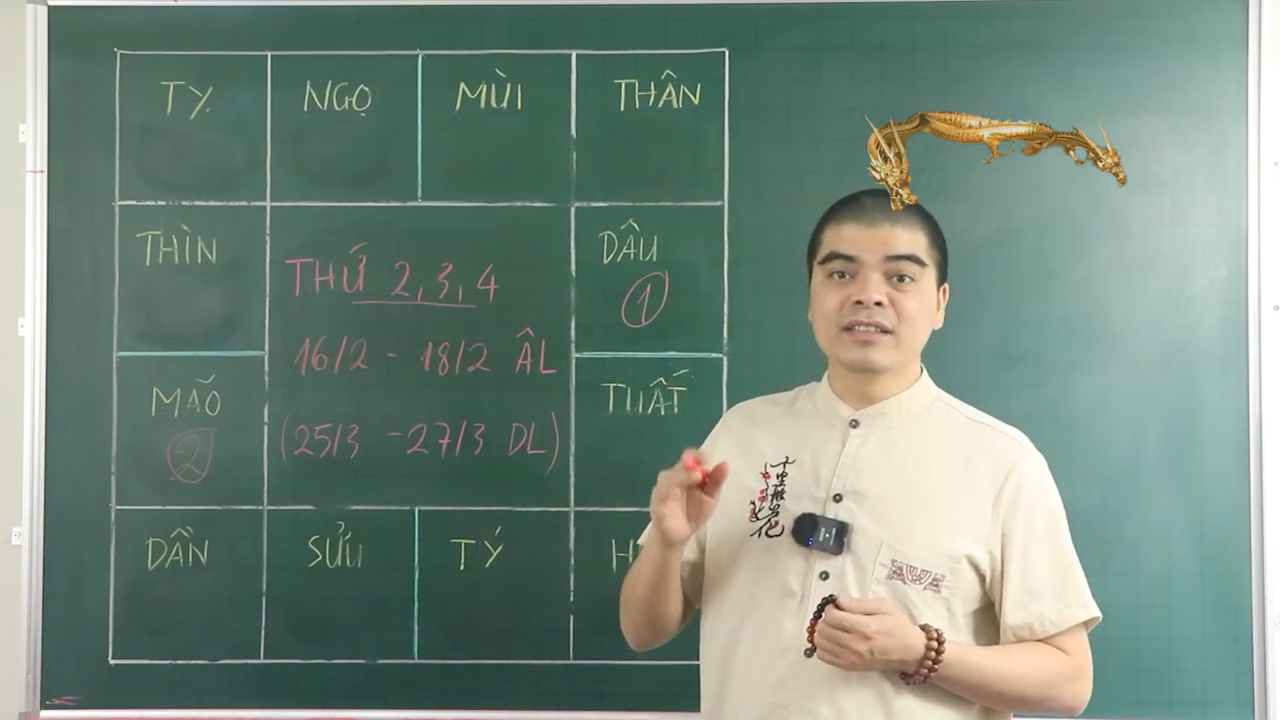 TỴ
NGỌ
MÙI
THÂN
THÌN
THỨ 2,3,4
16/2 - 18/2 ÂL
(25/3 - 27/3 DL)
DẬU
1
MÃO
2
TUẤT
DẦN
SỬU
TÝ
H